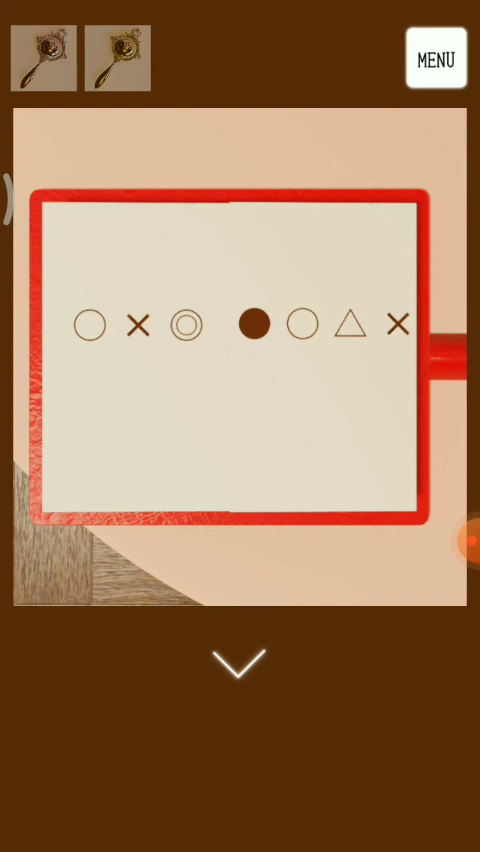 MENU
○ × ◎ ● ○ △ ×